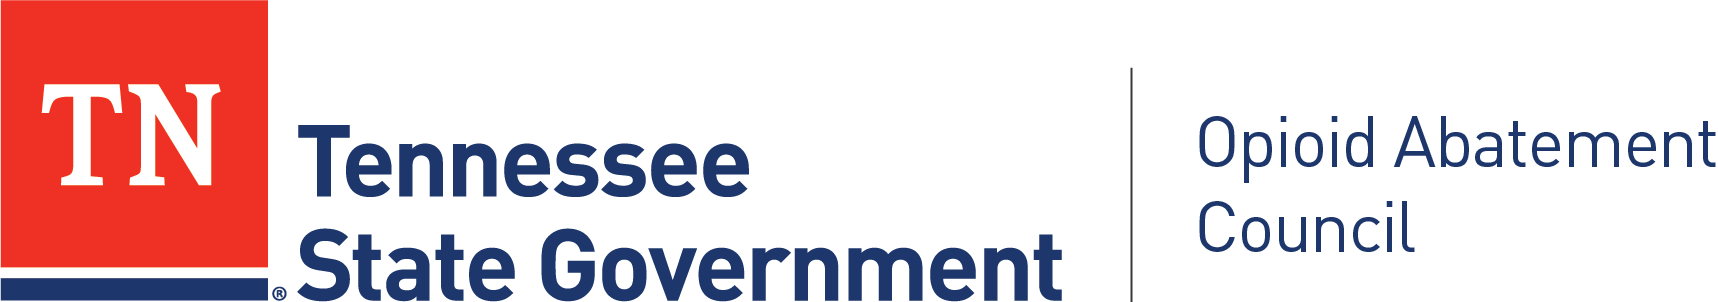 TN
®
Tennessee
State Government
Opioid Abatement
Council